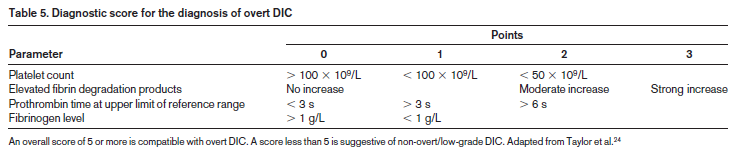 Table 5. Diagnostic score for the diagnosis of overt DIC
Points
Parameter 0 1 2 3
Platelet count > 100 × 10⁹/L < 100 × 10⁹/L < 50 × 10⁹/L
Elevated fibrin degradation products No increase Moderate increase Strong increase
Prothrombin time at upper limit of reference range < 3 s > 3 s > 6 s
Fibrinogen level > 1 g/L < 1 g/L
An overall score of 5 or more is compatible with overt DIC. A score less than 5 is suggestive of non-overt/low-grade DIC. Adapted from Taylor et al.²⁴